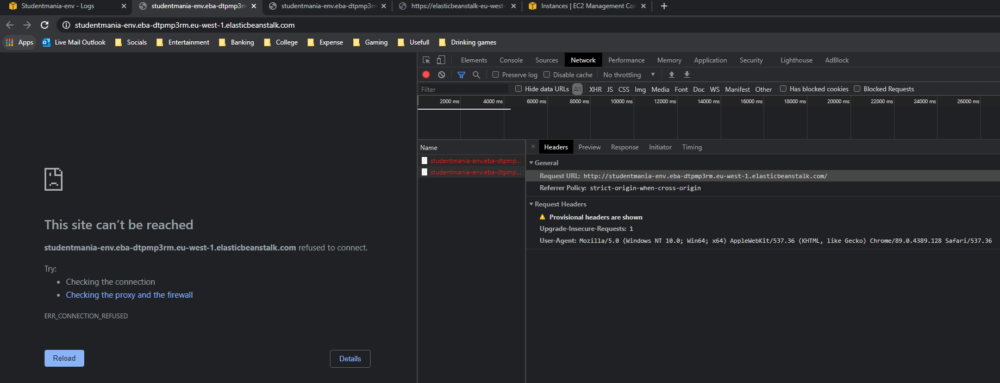 Studentmania-env - Logs
studentmania-env.eba-dtpmp3rm
studentmania-env.eba-dtpmp3rm
https://elasticbeanstalk-eu-west-
Instances | EC2 Management Con
studentmania-env.eba-dtpmp3rm.eu-west-1.elasticbeanstalk.com
Apps Live Mail Outlook Socials Entertainment Banking College Expense Gaming Usefull Drinking games
Elements Console Sources Network Performance Memory Application Security Lighthouse AdBlock
Preserve log Disable cache No throttling
Filter Hide data URLs All XHR JS CSS Img Media Font Doc WS Manifest Other Has blocked cookies Blocked Requests
2000 ms 4000 ms 6000 ms 8000 ms 10000 ms 12000 ms 14000 ms 16000 ms 18000 ms 20000 ms 22000 ms 24000 ms 26000 ms
Name
studentmania-env.eba-dtpmp...
studentmania-env.eba-dtpmp...
Headers Preview Response Initiator Timing
General
Request URL: http://studentmania-env.eba-dtpmp3rm.eu-west-1.elasticbeanstalk.com/
Referrer Policy: strict-origin-when-cross-origin
Request Headers
Provisional headers are shown
Upgrade-Insecure-Requests: 1
User-Agent: Mozilla/5.0 (Windows NT 10.0; Win64; x64) AppleWebKit/537.36 (KHTML, like Gecko) Chrome/89.0.4389.128 Safari/537.36
This site can't be reached
studentmania-env.eba-dtpmp3rm.eu-west-1.elasticbeanstalk.com refused to connect.
Try:
• Checking the connection
• Checking the proxy and the firewall
ERR_CONNECTION_REFUSED
Reload
Details